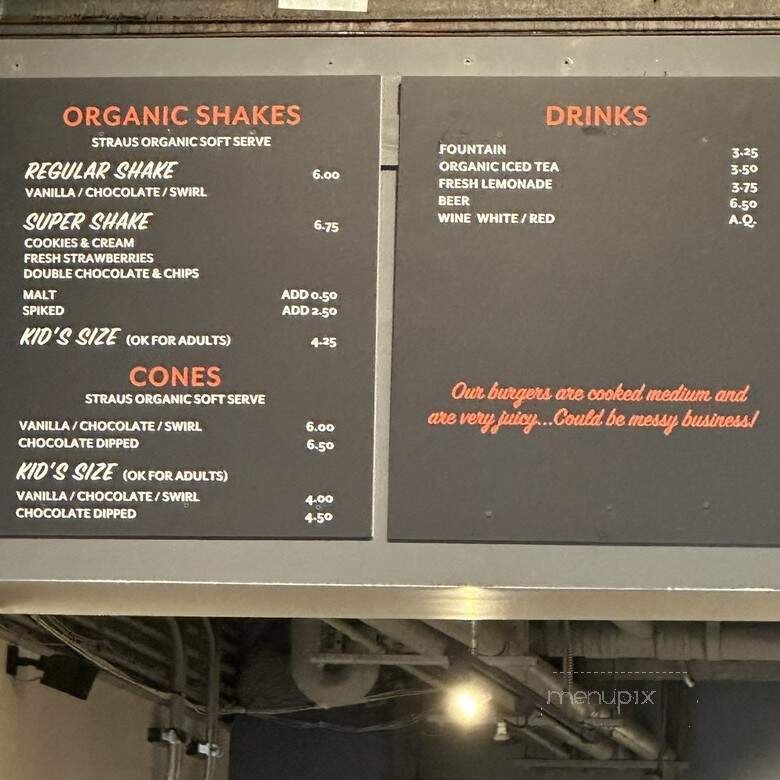 ORGANIC SHAKES
STRAUS ORGANIC SOFT SERVE
REGULAR SHAKE 6.00
VANILLA / CHOCOLATE / SWIRL
SUPER SHAKE 6.75
COOKIES & CREAM
FRESH STRAWBERRIES
DOUBLE CHOCOLATE & CHIPS
MALT ADD 0.50
SPIKED ADD 2.50
KID'S SIZE (OK FOR ADULTS) 4.25
CONES
STRAUS ORGANIC SOFT SERVE
VANILLA / CHOCOLATE / SWIRL 6.00
CHOCOLATE DIPPED 6.50
KID'S SIZE (OK FOR ADULTS)
VANILLA / CHOCOLATE / SWIRL 4.00
CHOCOLATE DIPPED 4.50
DRINKS
FOUNTAIN 3.25
ORGANIC ICED TEA 3.50
FRESH LEMONADE 3.75
BEER 6.50
WINE WHITE / RED A.Q.
Our burgers are cooked medium and
are very juicy...Could be messy business!
menupix